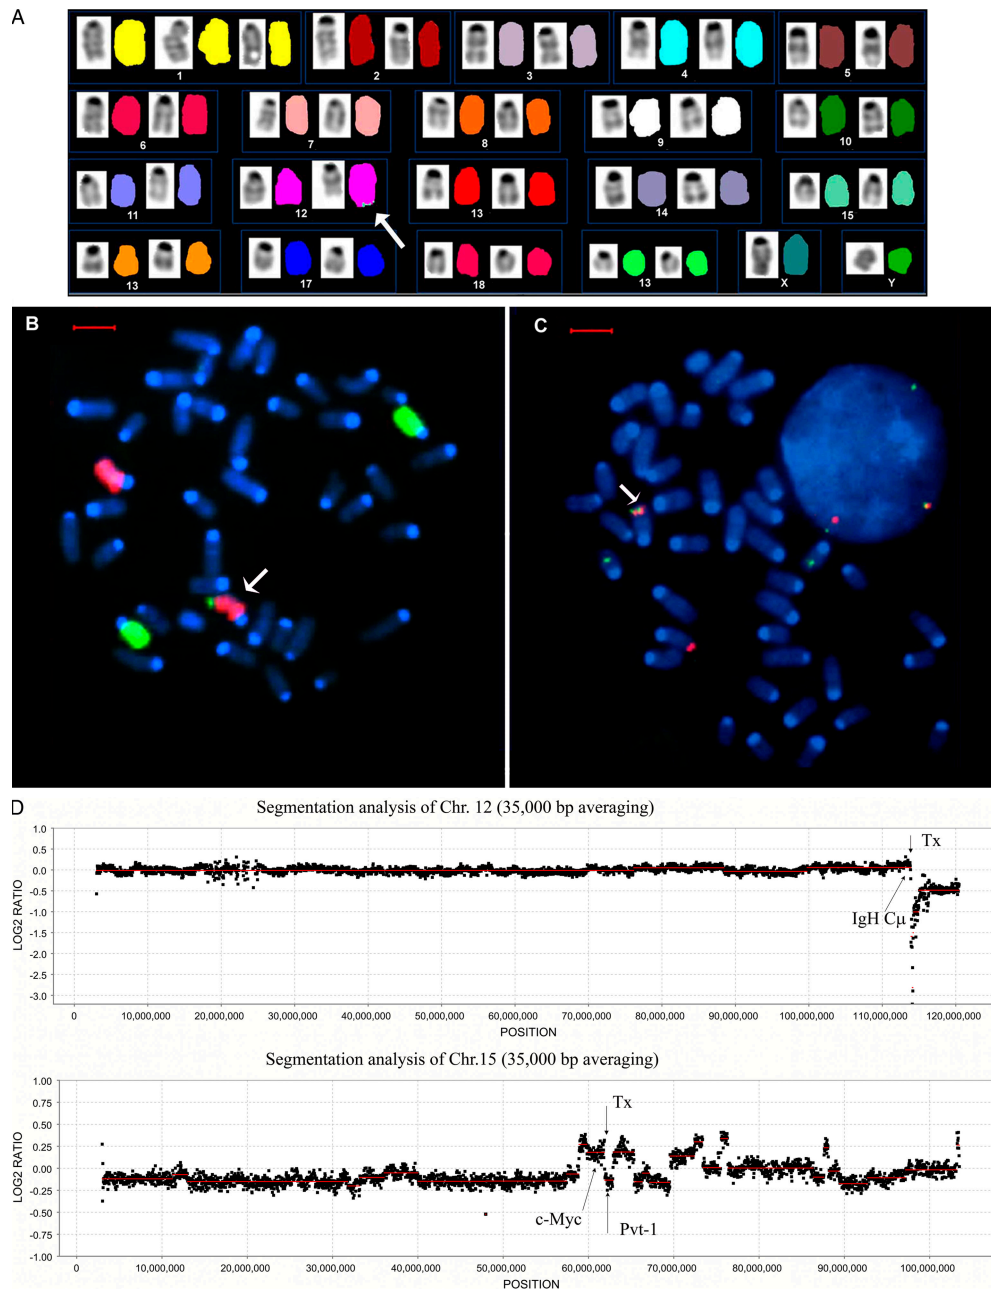 A
1 2 3 4 5
6 7 8 9 10
11 12 13 14 15
13 17 18 13 X Y
B C
D
Segmentation analysis of Chr. 12 (35,000 bp averaging)
1.0
0.5
0.0
-0.5
-1.0
-1.5
-2.0
-2.5
-3.0
LOG2 RATIO
Tx
IgH Cμ
0 10,000,000 20,000,000 30,000,000 40,000,000 50,000,000 60,000,000 70,000,000 80,000,000 90,000,000 100,000,000 110,000,000 120,000,000
POSITION
Segmentation analysis of Chr.15 (35,000 bp averaging)
1.00
0.75
0.50
0.25
0.00
-0.25
-0.50
-0.75
-1.00
LOG2 RATIO
Tx
c-Myc
Pvt-1
0 10,000,000 20,000,000 30,000,000 40,000,000 50,000,000 60,000,000 70,000,000 80,000,000 90,000,000 100,000,000
POSITION